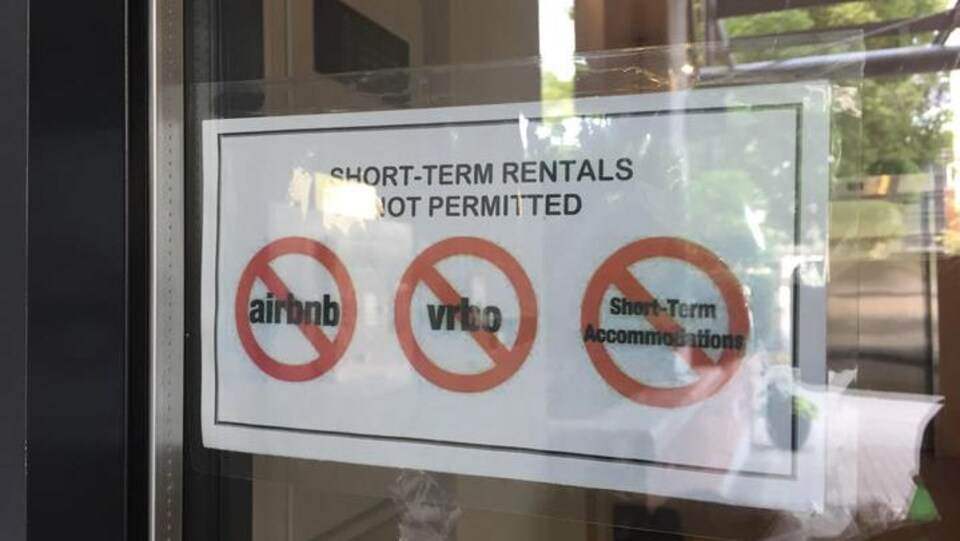 SHORT-TERM RENTALS
NOT PERMITTED
airbnb
vrbo
Short-Term
Accommodations